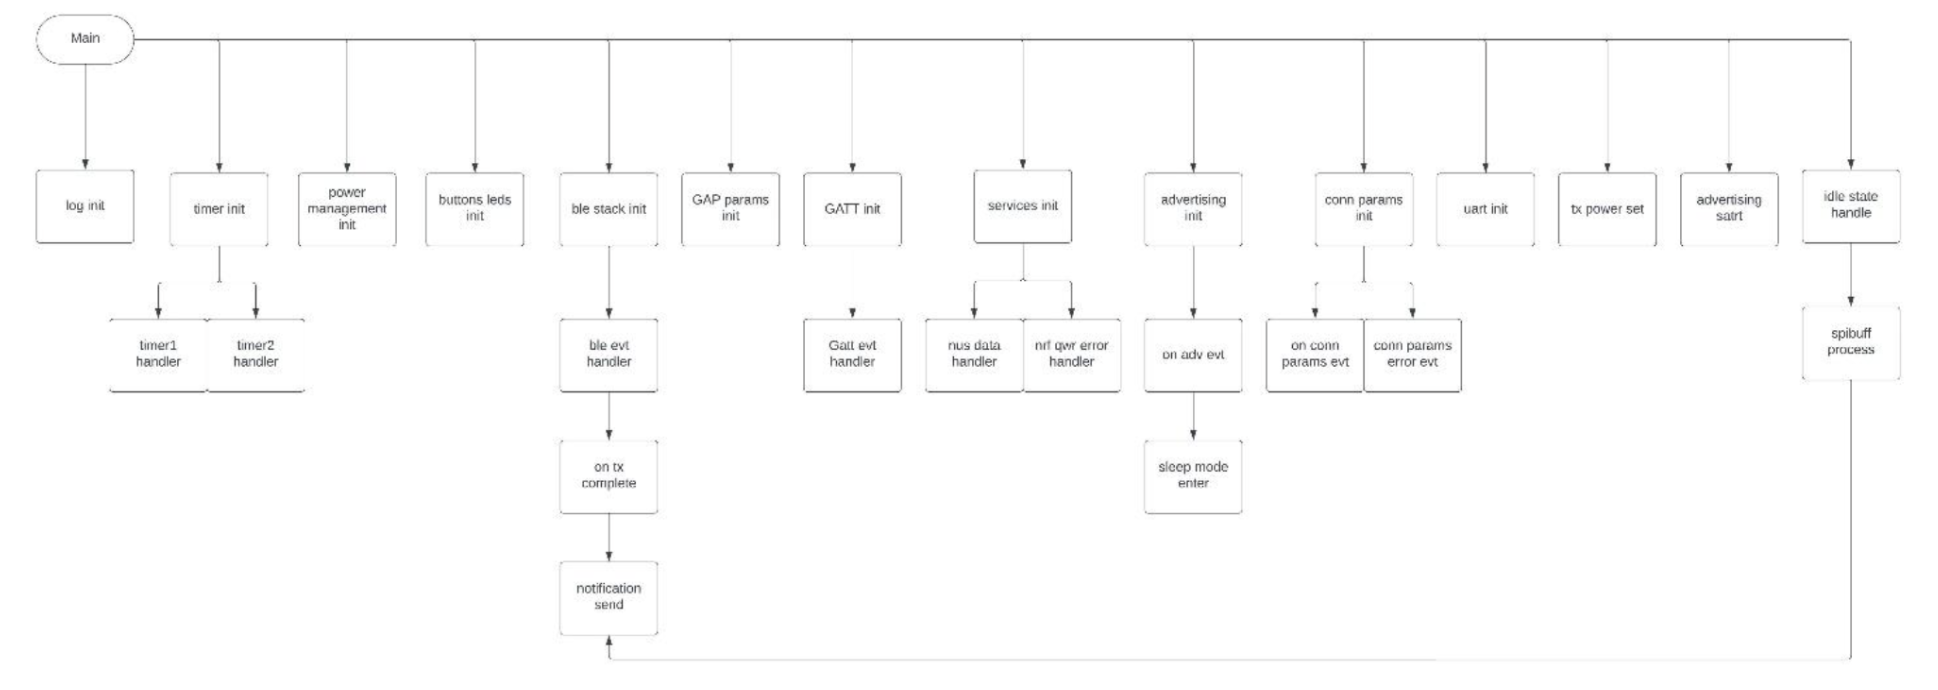 Main
log init
timer init
power
management
init
buttons leds
init
ble stack init
GAP params
init
GATT init
services init
advertising
init
conn params
init
uart init
tx power set
advertising
satrt
idle state
handle
timer1
handler
timer2
handler
ble evt
handler
Gatt evt
handler
nus data
handler
nrf qwr error
handler
on adv evt
on conn
params evt
conn params
error evt
spibuff
process
on tx
complete
sleep mode
enter
notification
send